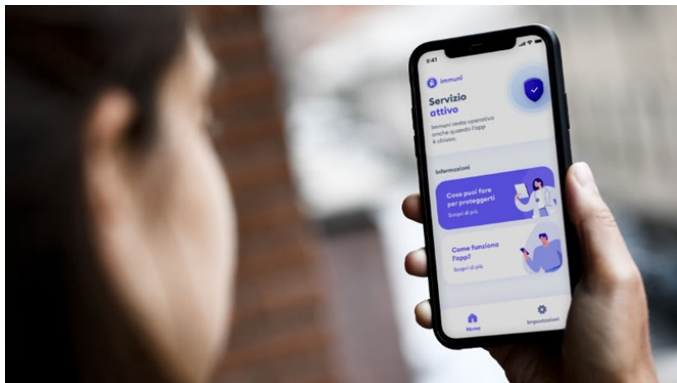 9:41
immuni
Servizio
attivo
Immuni resta operativa
anche quando l'app
è chiusa.
Informazioni
Cosa puoi fare
per proteggerti
Scopri di più
Come funziona
l'app?
Scopri di più
Home
Impostazioni